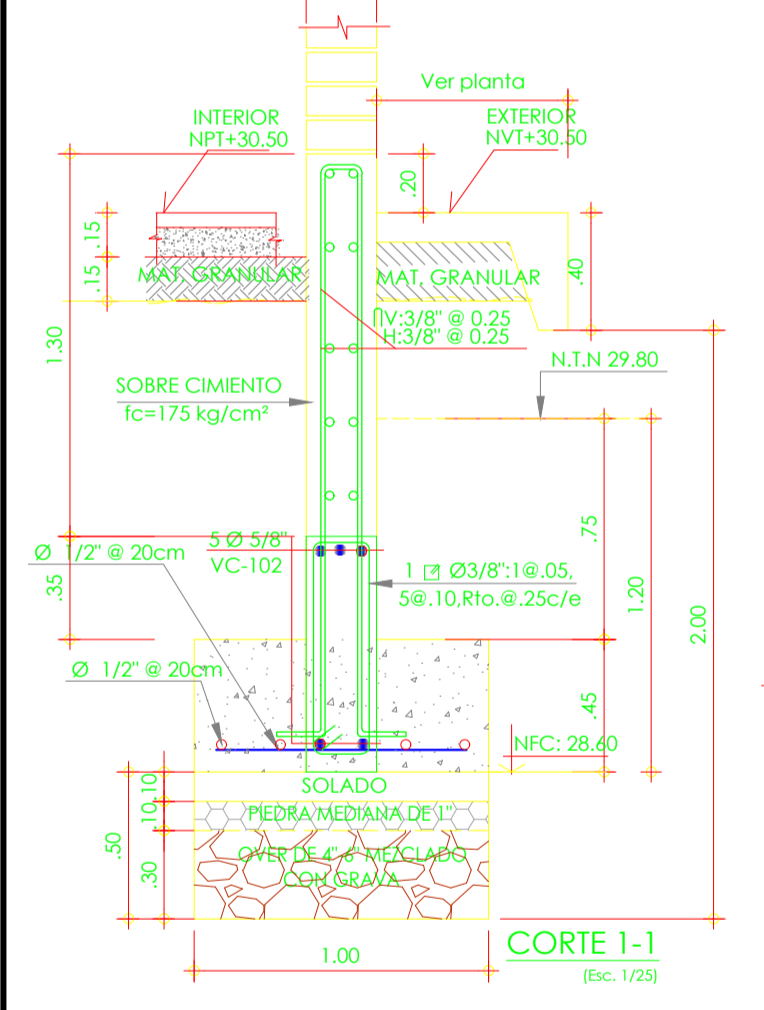 Ver planta
INTERIOR
NPT+30.50
EXTERIOR
NVT+30.50
.20
.15
.15
MAT. GRANULAR
MAT. GRANULAR
.40
V:3/8" @ 0.25
H:3/8" @ 0.25
1.30
N.T.N 29.80
SOBRE CIMIENTO
fc=175 kg/cm²
5 Ø 5/8"
VC-102
.75
Ø 1/2" @ 20cm
1 Ø3/8":1@.05,
5@.10,Rto.@.25c/e
.35
1.20
2.00
Ø 1/2" @ 20cm
.45
NFC: 28.60
SOLADO
.10
.10
PIEDRA MEDIANA DE 1"
.50
.30
OVER DE 4" 6" MEZCLADO
CON GRAVA
1.00
CORTE 1-1
(Esc. 1/25)